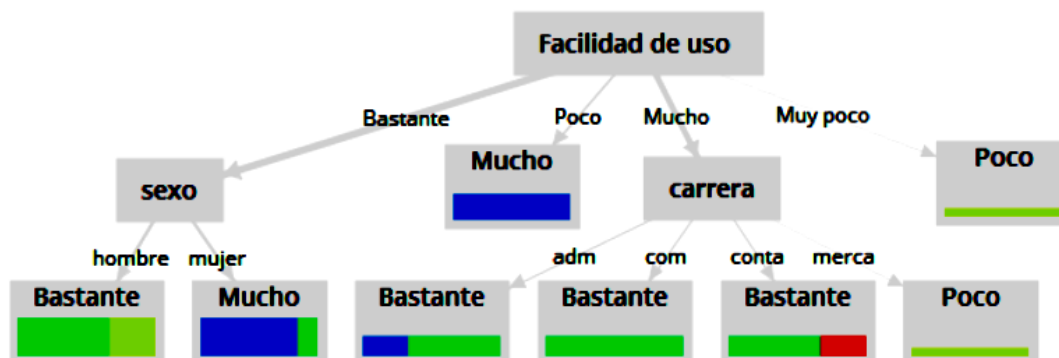 Facilidad de uso
Bastante
Poco
Mucho
Muy poco
sexo
Mucho
carrera
Poco
hombre
mujer
adm
com
conta
merca
Bastante
Mucho
Bastante
Bastante
Bastante
Poco